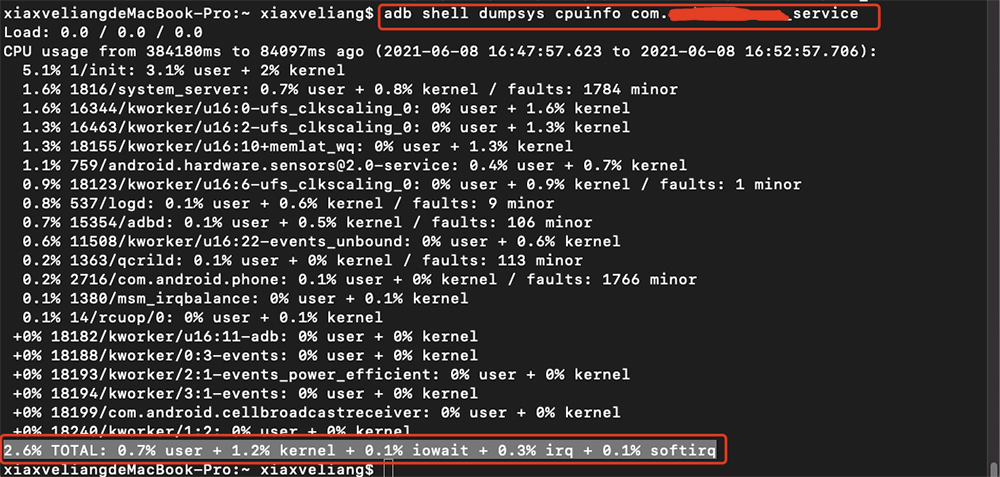 xiaxveliangdeMacBook-Pro:~ xiaxveliang$ adb shell dumpsys cpuinfo com. _service
Load: 0.0 / 0.0 / 0.0
CPU usage from 384180ms to 84097ms ago (2021-06-08 16:47:57.623 to 2021-06-08 16:52:57.706):
5.1% 1/init: 3.1% user + 2% kernel
1.6% 1816/system_server: 0.7% user + 0.8% kernel / faults: 1784 minor
1.6% 16344/kworker/u16:0-ufs_clkscaling_0: 0% user + 1.6% kernel
1.3% 16463/kworker/u16:2-ufs_clkscaling_0: 0% user + 1.3% kernel
1.3% 18155/kworker/u16:10+memlat_wq: 0% user + 1.3% kernel
1.1% 759/android.hardware.sensors@2.0-service: 0.4% user + 0.7% kernel
0.9% 18123/kworker/u16:6-ufs_clkscaling_0: 0% user + 0.9% kernel / faults: 1 minor
0.8% 537/logd: 0.1% user + 0.6% kernel / faults: 9 minor
0.7% 15354/adbd: 0.1% user + 0.5% kernel / faults: 106 minor
0.6% 11508/kworker/u16:22-events_unbound: 0% user + 0.6% kernel
0.2% 1363/qcrild: 0.1% user + 0% kernel / faults: 113 minor
0.2% 2716/com.android.phone: 0.1% user + 0% kernel / faults: 1766 minor
0.1% 1380/msm_irqbalance: 0% user + 0.1% kernel
0.1% 14/rcuop/0: 0% user + 0.1% kernel
+0% 18182/kworker/u16:11-adb: 0% user + 0% kernel
+0% 18188/kworker/0:3-events: 0% user + 0% kernel
+0% 18193/kworker/2:1-events_power_efficient: 0% user + 0% kernel
+0% 18194/kworker/3:1-events: 0% user + 0% kernel
+0% 18199/com.android.cellbroadcastreceiver: 0% user + 0% kernel
+0% 18240/kworker/1:2: 0% user + 0% kernel
2.6% TOTAL: 0.7% user + 1.2% kernel + 0.1% iowait + 0.3% irq + 0.1% softirq
xiaxveliangdeMacBook-Pro:~ xiaxveliang$